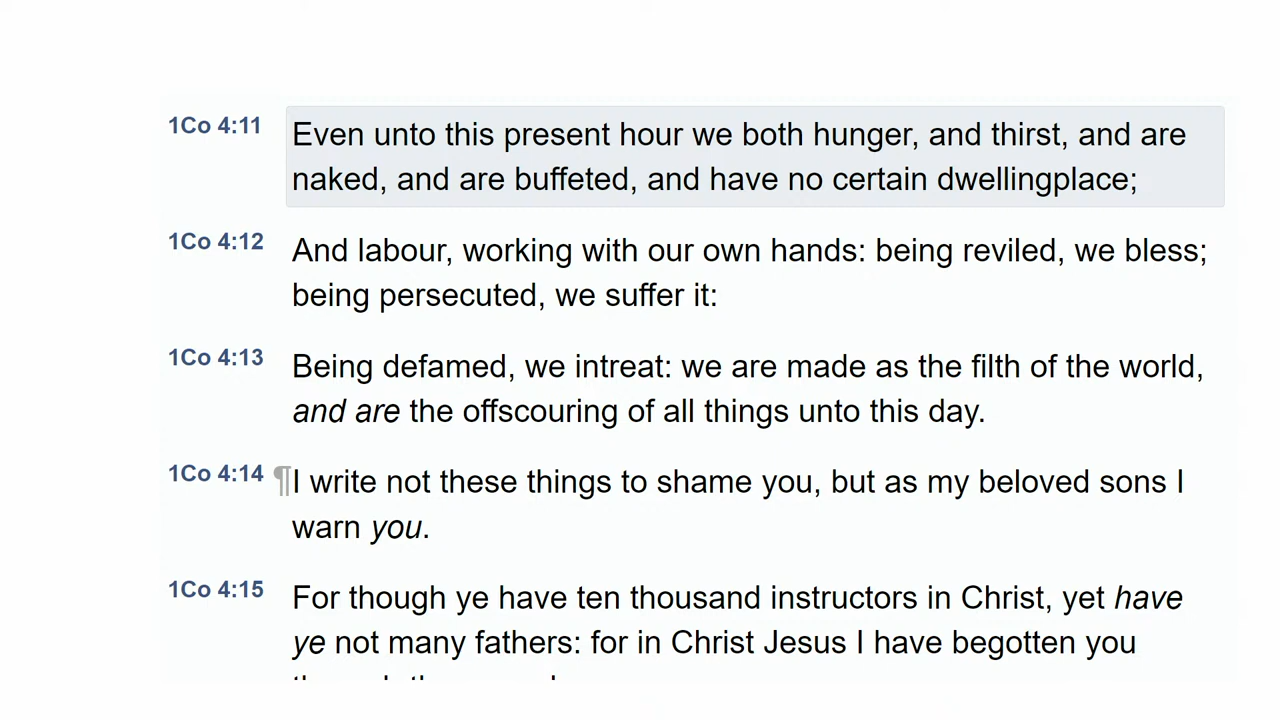 1Co 4:11 Even unto this present hour we both hunger, and thirst, and are
naked, and are buffeted, and have no certain dwellingplace;
1Co 4:12 And labour, working with our own hands: being reviled, we bless;
being persecuted, we suffer it:
1Co 4:13 Being defamed, we intreat: we are made as the filth of the world,
and are the offscouring of all things unto this day.
1Co 4:14 ¶I write not these things to shame you, but as my beloved sons I
warn you.
1Co 4:15 For though ye have ten thousand instructors in Christ, yet have
ye not many fathers: for in Christ Jesus I have begotten you